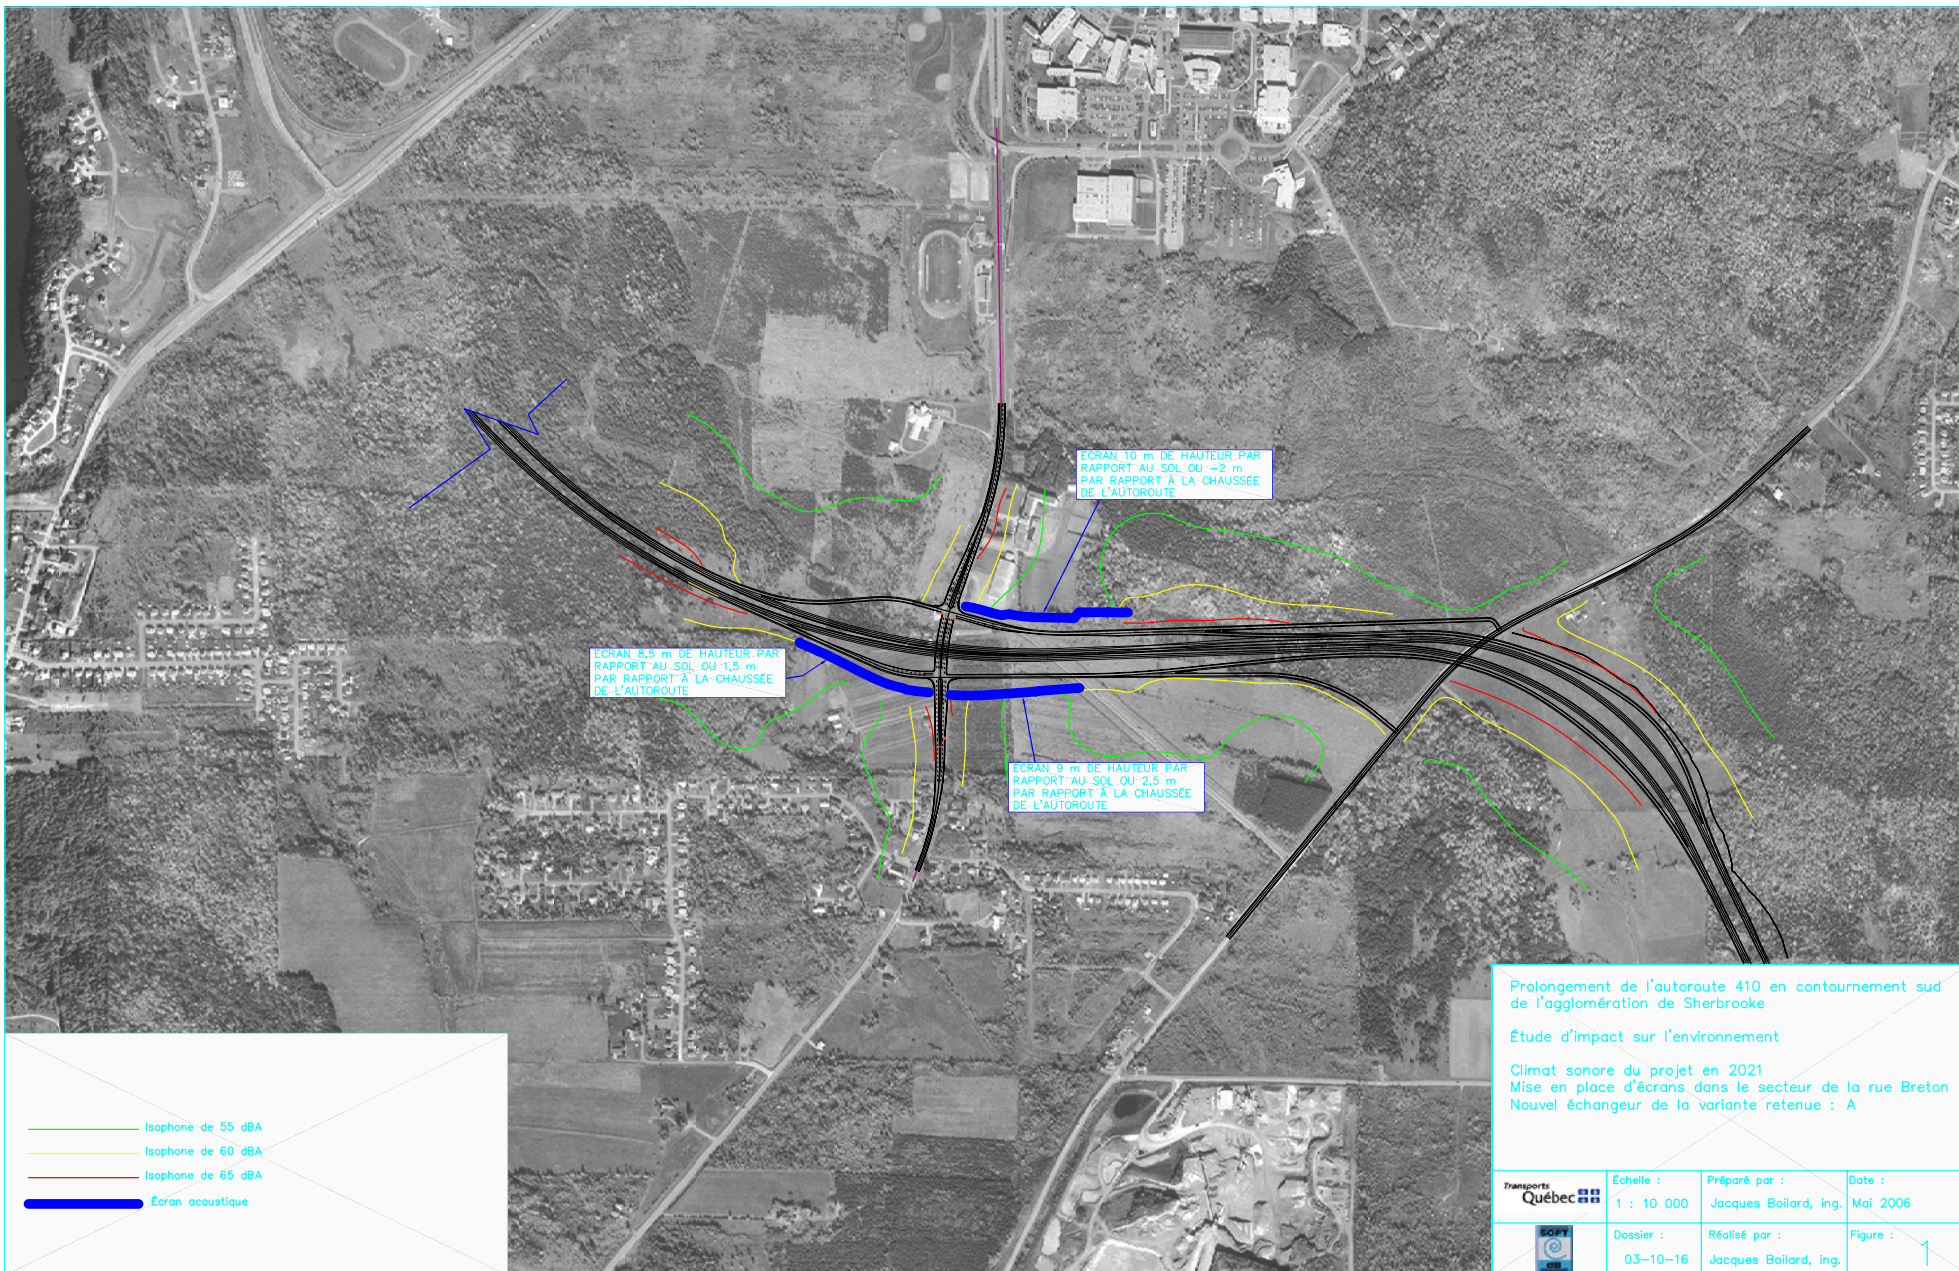 ÉCRAN 10 m DE HAUTEUR PAR
RAPPORT AU SOL OU -2 m
PAR RAPPORT À LA CHAUSSÉE
DE L'AUTOROUTE
ÉCRAN 8,5 m DE HAUTEUR PAR
RAPPORT AU SOL OU 1,5 m
PAR RAPPORT À LA CHAUSSÉE
DE L'AUTOROUTE
ÉCRAN 9 m DE HAUTEUR PAR
RAPPORT AU SOL OU 2,5 m
PAR RAPPORT À LA CHAUSSÉE
DE L'AUTOROUTE
Isophone de 55 dBA
Isophone de 60 dBA
Isophone de 65 dBA
Écran acoustique
Prolongement de l'autoroute 410 en contournement sud
de l'agglomération de Sherbrooke
Étude d'impact sur l'environnement
Climat sonore du projet en 2021
Mise en place d'écrans dans le secteur de la rue Breton
Nouvel échangeur de la variante retenue : A
Transports
Québec
Échelle :
1 : 10 000
Préparé par :
Jacques Boilard, ing.
Date :
Mai 2006
SOFT
dB
Dossier :
03-10-16
Réalisé par :
Jacques Boilard, ing.
Figure :
1